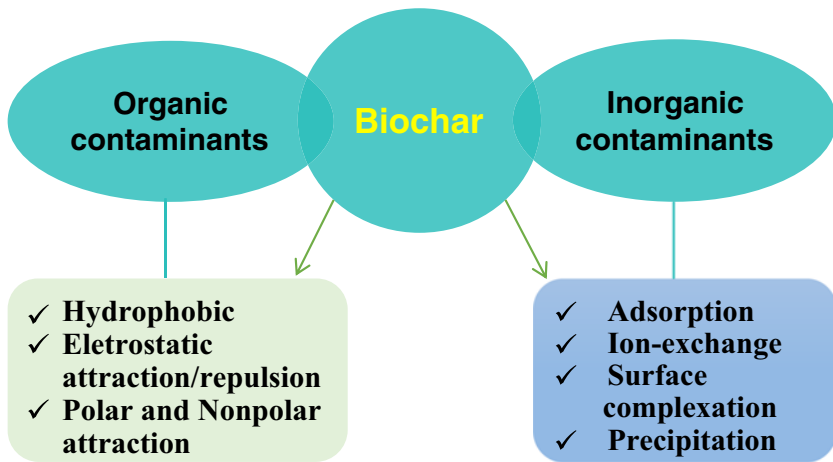 Organic
contaminants
Biochar
Inorganic
contaminants
✓ Hydrophobic
✓ Eletrostatic
attraction/repulsion
✓ Polar and Nonpolar
attraction
✓ Adsorption
✓ Ion-exchange
✓ Surface
complexation
✓ Precipitation